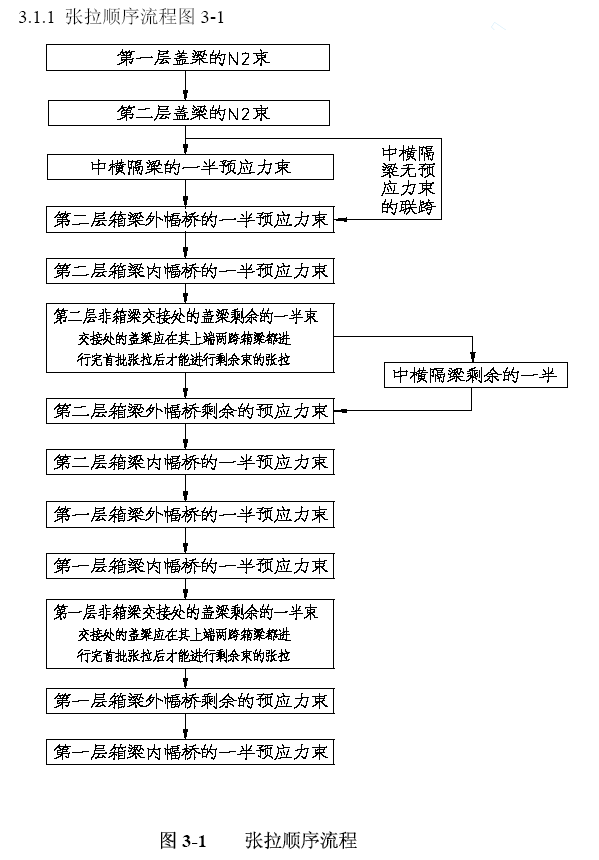 3.1.1 张拉顺序流程图 3-1
第一层盖梁的N2束
第二层盖梁的N2束
中横隔梁的一半预应力束
中横隔
梁无预
应力束
的联跨
第二层箱梁外幅桥的一半预应力束
第二层箱梁内幅桥的一半预应力束
第二层非箱梁交接处的盖梁剩余的一半束
交接处的盖梁应在其上端两跨箱梁都进
行完首批张拉后才能进行剩余束的张拉
中横隔梁剩余的一半
第二层箱梁外幅桥剩余的预应力束
第二层箱梁内幅桥的一半预应力束
第一层箱梁外幅桥的一半预应力束
第一层箱梁内幅桥的一半预应力束
第一层非箱梁交接处的盖梁剩余的一半束
交接处的盖梁应在其上端两跨箱梁都进
行完首批张拉后才能进行剩余束的张拉
第一层箱梁外幅桥剩余的预应力束
第一层箱梁内幅桥的一半预应力束
图 3-1 张拉顺序流程